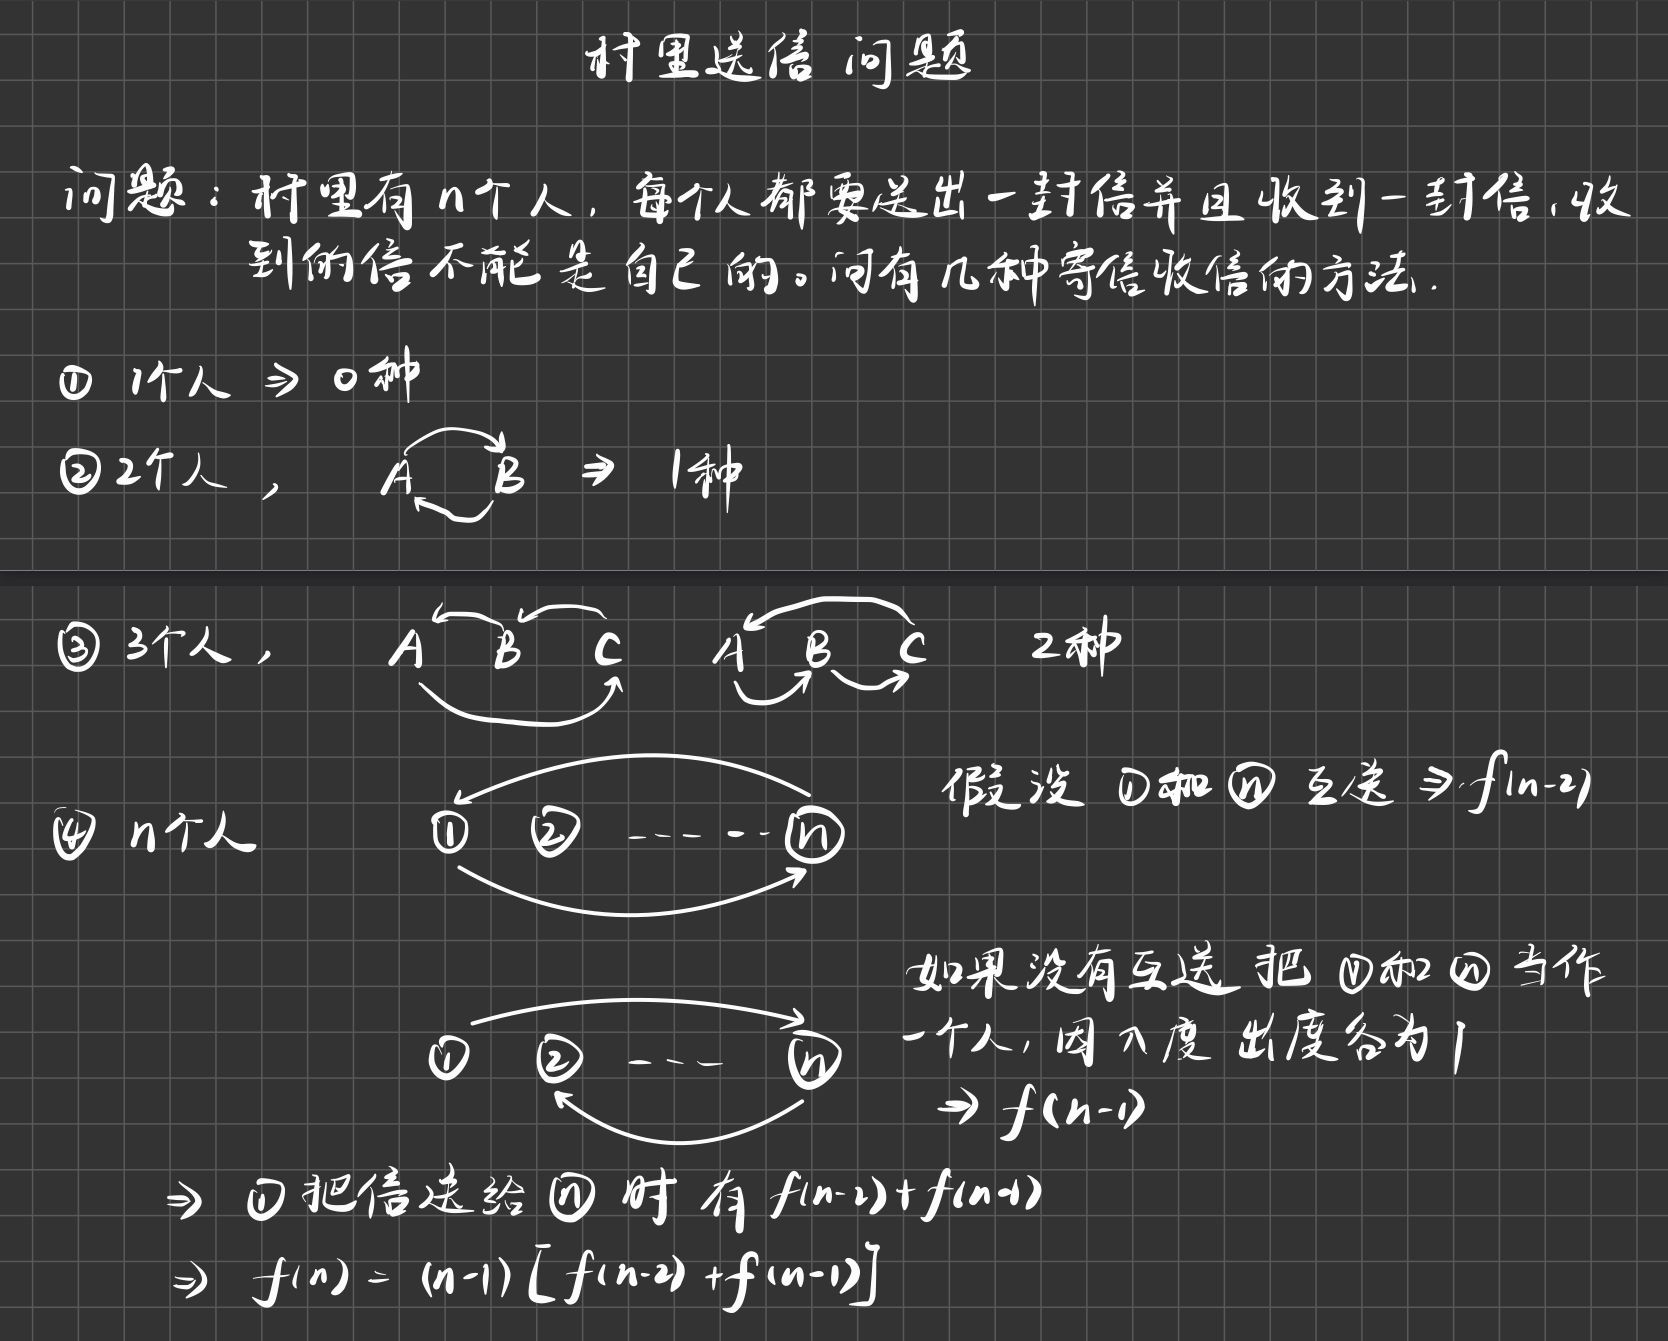 村里送信问题
问题：村里有n个人，每个人都要送出一封信并且收到一封信，收
到的信不能是自己的。问有几种寄信收信的方法.
① 1个人 ⇒ 0种
② 2个人， A B ⇒ 1种
③ 3个人， A B C A B C 2种
假设 ①和ⓝ 互送 ⇒ f(n-2)
④ n个人 ① ② ------ ⓝ
如果没有互送 把 ①和ⓝ 当作
① ② --- ⓝ 一个人，因入度 出度各为1
⇒ f(n-1)
⇒ ①把信送给 ⓝ 时 有 f(n-2)+f(n-1)
⇒ f(n) = (n-1) [f(n-2) +f(n-1)]